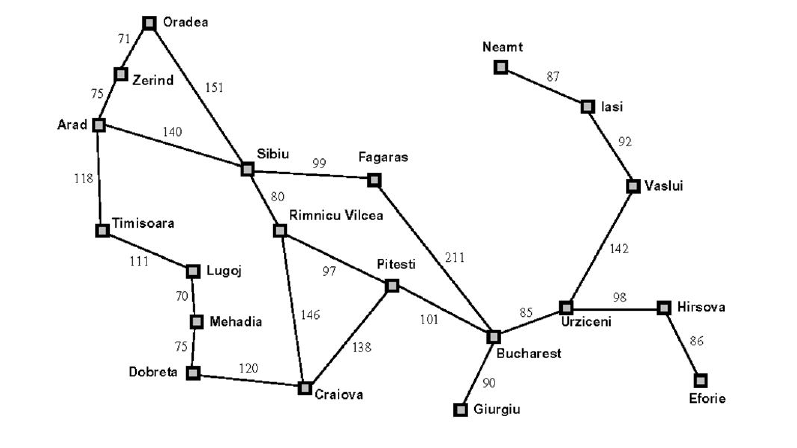 Oradea
71
Neamt
Zerind
87
151
75
Iasi
Arad
140
92
Sibiu
Fagaras
99
118
80
Vaslui
Timisoara
Rimnicu Vilcea
142
111
Lugoj
97
Pitesti
211
70
98
Hirsova
146
101
85
Urziceni
Mehadia
138
86
75
Bucharest
Dobreta
120
90
Craiova
Eforie
Giurgiu